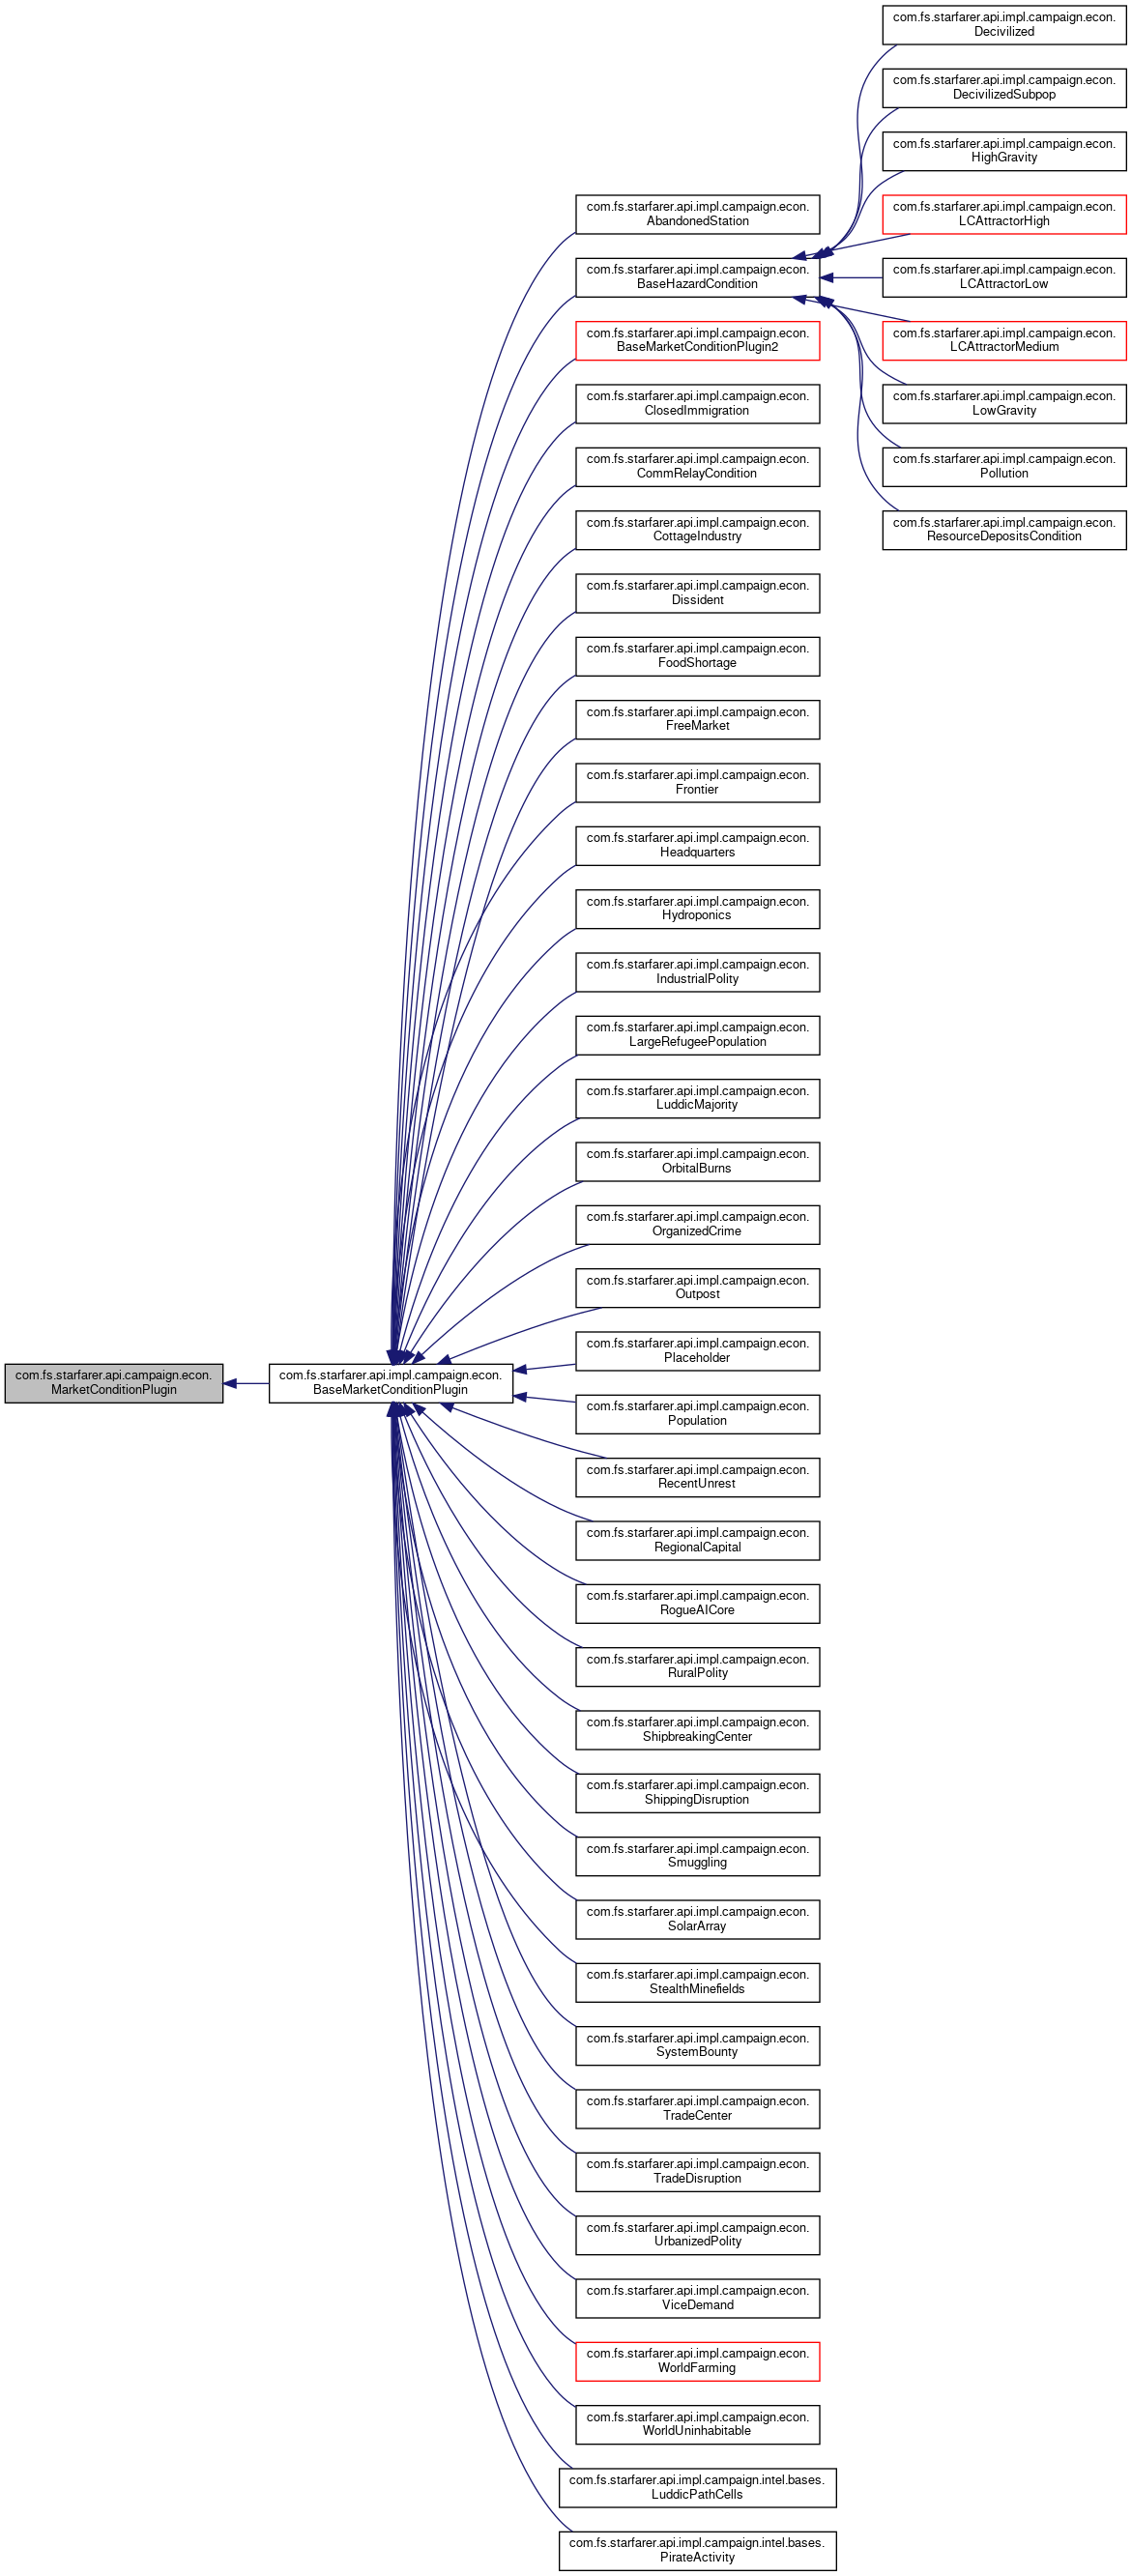 com.fs.starfarer.api.impl.campaign.econ.
Decivilized
com.fs.starfarer.api.impl.campaign.econ.
DecivilizedSubpop
com.fs.starfarer.api.impl.campaign.econ.
HighGravity
com.fs.starfarer.api.impl.campaign.econ.
LCAttractorHigh
com.fs.starfarer.api.impl.campaign.econ.
LCAttractorLow
com.fs.starfarer.api.impl.campaign.econ.
LCAttractorMedium
com.fs.starfarer.api.impl.campaign.econ.
LowGravity
com.fs.starfarer.api.impl.campaign.econ.
Pollution
com.fs.starfarer.api.impl.campaign.econ.
ResourceDepositsCondition
com.fs.starfarer.api.impl.campaign.econ.
AbandonedStation
com.fs.starfarer.api.impl.campaign.econ.
BaseHazardCondition
com.fs.starfarer.api.impl.campaign.econ.
BaseMarketConditionPlugin2
com.fs.starfarer.api.impl.campaign.econ.
ClosedImmigration
com.fs.starfarer.api.impl.campaign.econ.
CommRelayCondition
com.fs.starfarer.api.impl.campaign.econ.
CottageIndustry
com.fs.starfarer.api.impl.campaign.econ.
Dissident
com.fs.starfarer.api.impl.campaign.econ.
FoodShortage
com.fs.starfarer.api.impl.campaign.econ.
FreeMarket
com.fs.starfarer.api.impl.campaign.econ.
Frontier
com.fs.starfarer.api.impl.campaign.econ.
Headquarters
com.fs.starfarer.api.impl.campaign.econ.
Hydroponics
com.fs.starfarer.api.impl.campaign.econ.
IndustrialPolity
com.fs.starfarer.api.impl.campaign.econ.
LargeRefugeePopulation
com.fs.starfarer.api.impl.campaign.econ.
LuddicMajority
com.fs.starfarer.api.impl.campaign.econ.
OrbitalBurns
com.fs.starfarer.api.impl.campaign.econ.
OrganizedCrime
com.fs.starfarer.api.impl.campaign.econ.
Outpost
com.fs.starfarer.api.impl.campaign.econ.
Placeholder
com.fs.starfarer.api.campaign.econ.
MarketConditionPlugin
com.fs.starfarer.api.impl.campaign.econ.
BaseMarketConditionPlugin
com.fs.starfarer.api.impl.campaign.econ.
Population
com.fs.starfarer.api.impl.campaign.econ.
RecentUnrest
com.fs.starfarer.api.impl.campaign.econ.
RegionalCapital
com.fs.starfarer.api.impl.campaign.econ.
RogueAICore
com.fs.starfarer.api.impl.campaign.econ.
RuralPolity
com.fs.starfarer.api.impl.campaign.econ.
ShipbreakingCenter
com.fs.starfarer.api.impl.campaign.econ.
ShippingDisruption
com.fs.starfarer.api.impl.campaign.econ.
Smuggling
com.fs.starfarer.api.impl.campaign.econ.
SolarArray
com.fs.starfarer.api.impl.campaign.econ.
StealthMinefields
com.fs.starfarer.api.impl.campaign.econ.
SystemBounty
com.fs.starfarer.api.impl.campaign.econ.
TradeCenter
com.fs.starfarer.api.impl.campaign.econ.
TradeDisruption
com.fs.starfarer.api.impl.campaign.econ.
UrbanizedPolity
com.fs.starfarer.api.impl.campaign.econ.
ViceDemand
com.fs.starfarer.api.impl.campaign.econ.
WorldFarming
com.fs.starfarer.api.impl.campaign.econ.
WorldUninhabitable
com.fs.starfarer.api.impl.campaign.intel.bases.
LuddicPathCells
com.fs.starfarer.api.impl.campaign.intel.bases.
PirateActivity